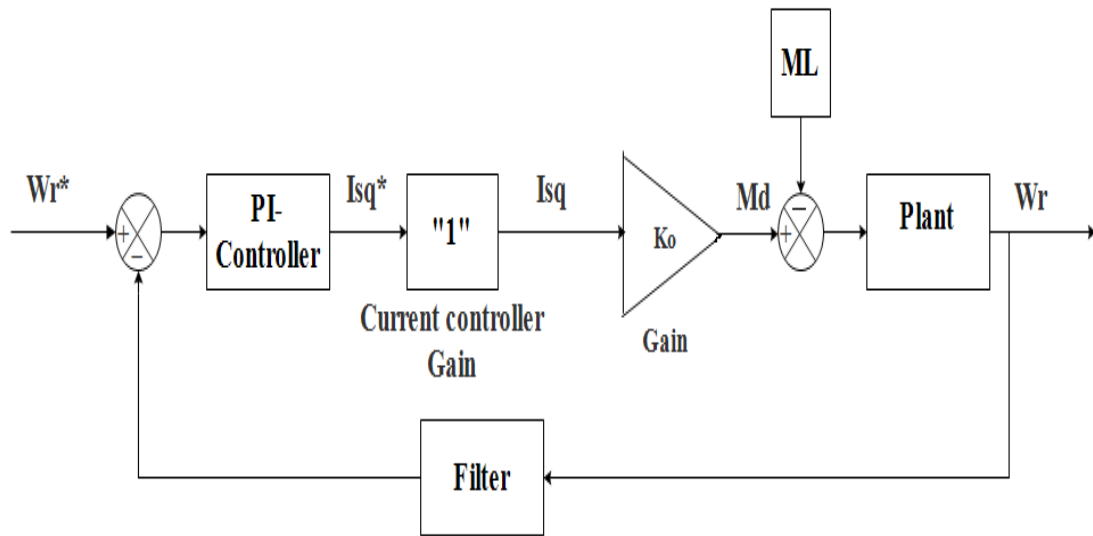 ML
Wr*
PI-
Controller
Isq*
"1"
Isq
Ko
Md
Plant
Wr
+
−
+
−
Current controller
Gain
Gain
Filter